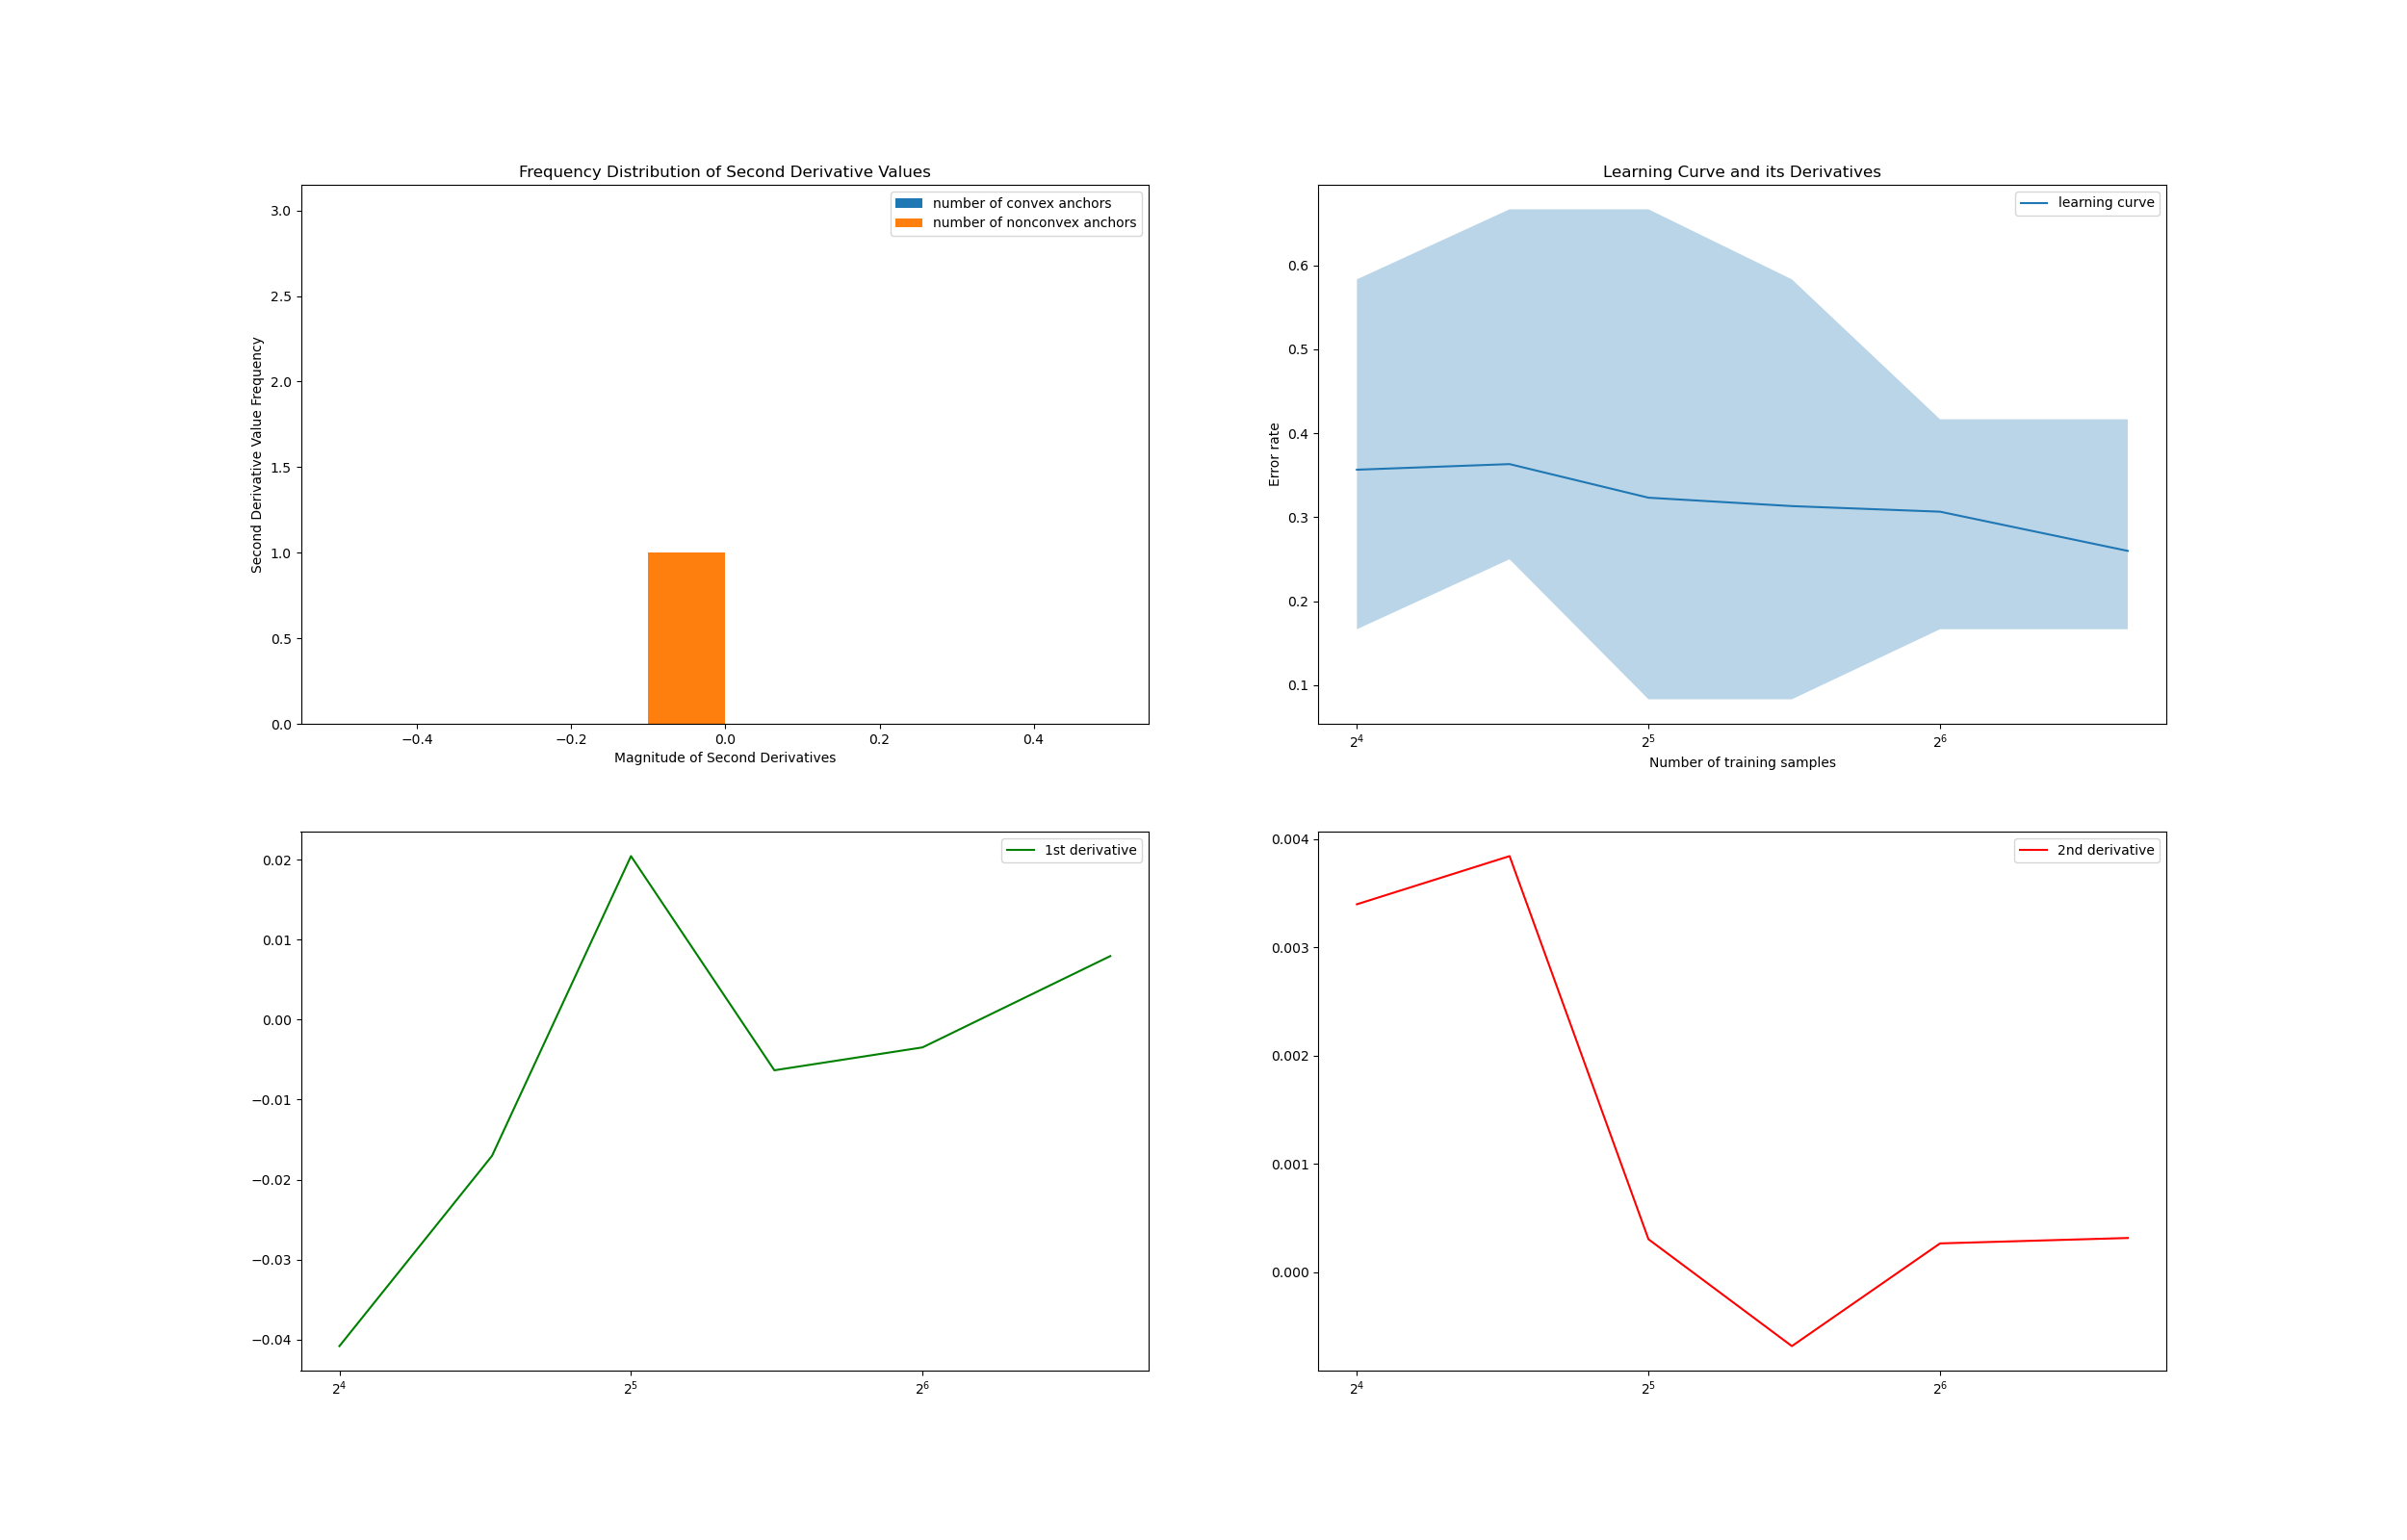 Frequency Distribution of Second Derivative Values
number of convex anchors
number of nonconvex anchors
3.0
2.5
2.0
1.5
1.0
0.5
0.0
Second Derivative Value Frequency
−0.4 −0.2 0.0 0.2 0.4
Magnitude of Second Derivatives
Learning Curve and its Derivatives
learning curve
0.6
0.5
0.4
0.3
0.2
0.1
Error rate
2⁴ 2⁵ 2⁶
Number of training samples
1st derivative
0.02
0.01
0.00
−0.01
−0.02
−0.03
−0.04
2⁴ 2⁵ 2⁶
2nd derivative
0.004
0.003
0.002
0.001
0.000
2⁴ 2⁵ 2⁶